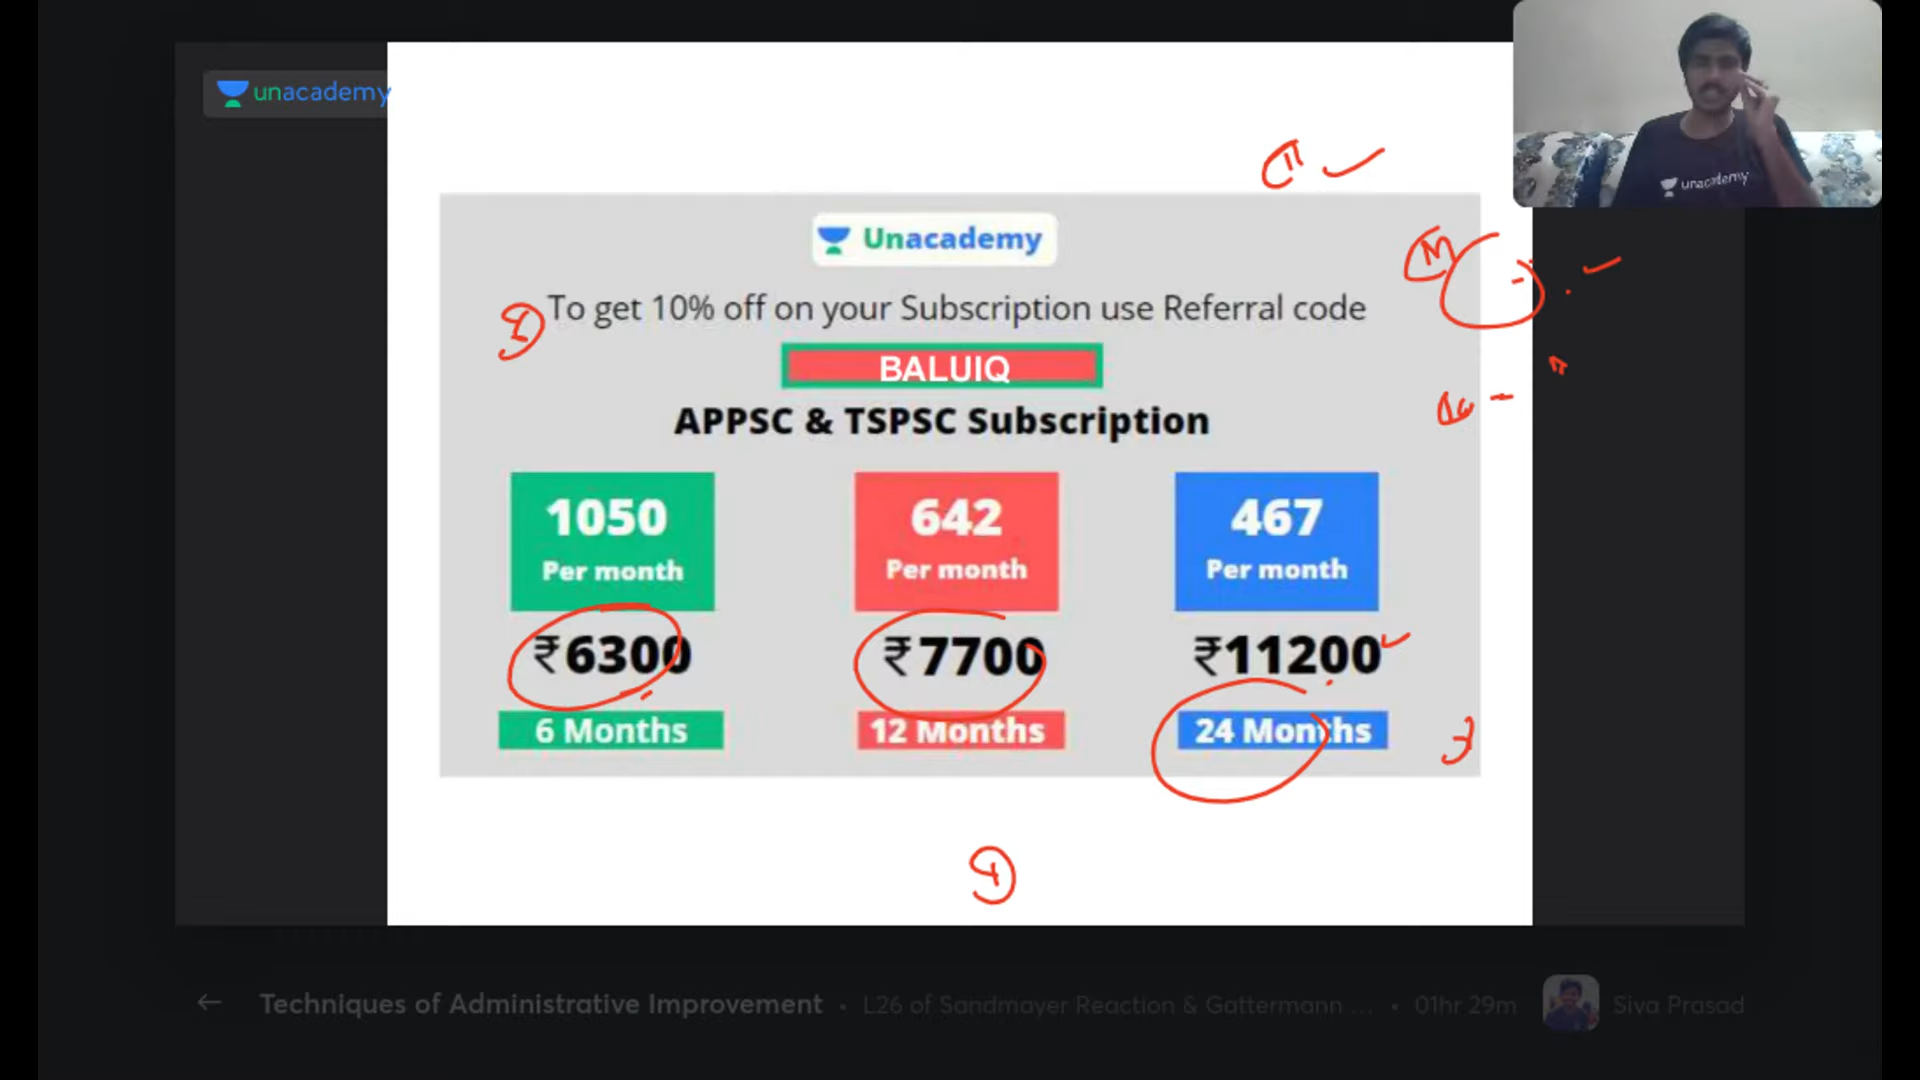 unacademy
unacademy
Unacademy
To get 10% off on your Subscription use Referral code
BALUIQ
APPSC & TSPSC Subscription
1050 642 467
Per month Per month Per month
₹6300 ₹7700 ₹11200
6 Months 12 Months 24 Months
← Techniques of Administrative Improvement • L26 of Sandmayer Reaction & Gattermann ... • 01hr 29m Siva Prasad